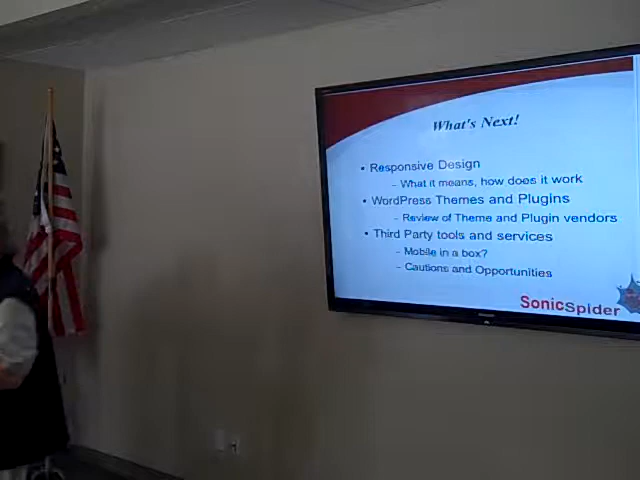 What's Next!
• Responsive Design
– What it means, how does it work
• WordPress Themes and Plugins
– Review of Theme and Plugin vendors
• Third Party tools and services
– Mobile in a box?
– Cautions and Opportunities
SonicSpider